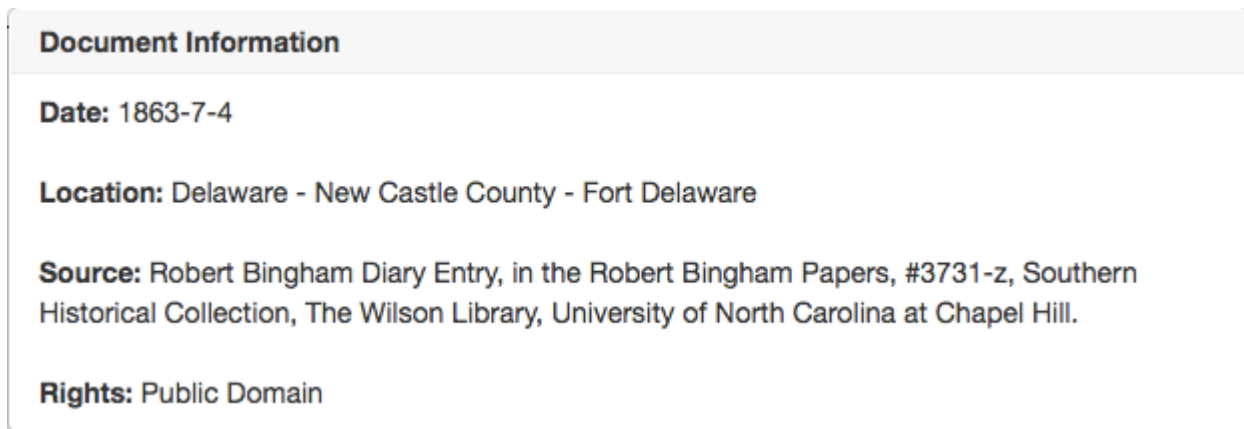 Document Information
Date: 1863-7-4
Location: Delaware - New Castle County - Fort Delaware
Source: Robert Bingham Diary Entry, in the Robert Bingham Papers, #3731-z, Southern
Historical Collection, The Wilson Library, University of North Carolina at Chapel Hill.
Rights: Public Domain